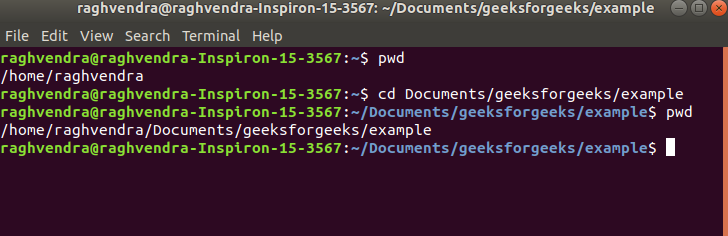 raghvendra@raghvendra-Inspiron-15-3567: ~/Documents/geeksforgeeks/example
File Edit View Search Terminal Help
raghvendra@raghvendra-Inspiron-15-3567:~$ pwd
/home/raghvendra
raghvendra@raghvendra-Inspiron-15-3567:~$ cd Documents/geeksforgeeks/example
raghvendra@raghvendra-Inspiron-15-3567:~/Documents/geeksforgeeks/example$ pwd
/home/raghvendra/Documents/geeksforgeeks/example
raghvendra@raghvendra-Inspiron-15-3567:~/Documents/geeksforgeeks/example$